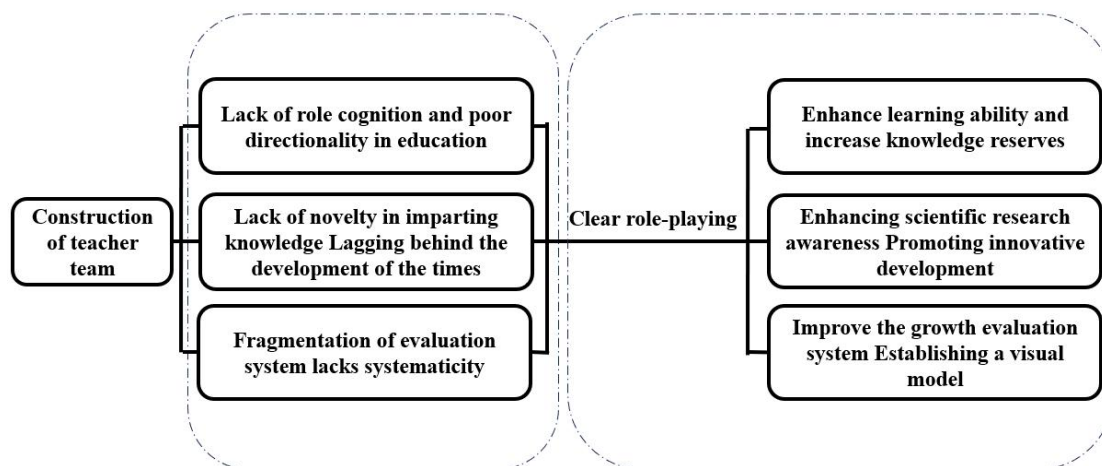 Construction
of teacher
team
Lack of role cognition and poor
directionality in education
Lack of novelty in imparting
knowledge Lagging behind the
development of the times
Fragmentation of evaluation
system lacks systematicity
Clear role-playing
Enhance learning ability and
increase knowledge reserves
Enhancing scientific research
awareness Promoting innovative
development
Improve the growth evaluation
system Establishing a visual
model